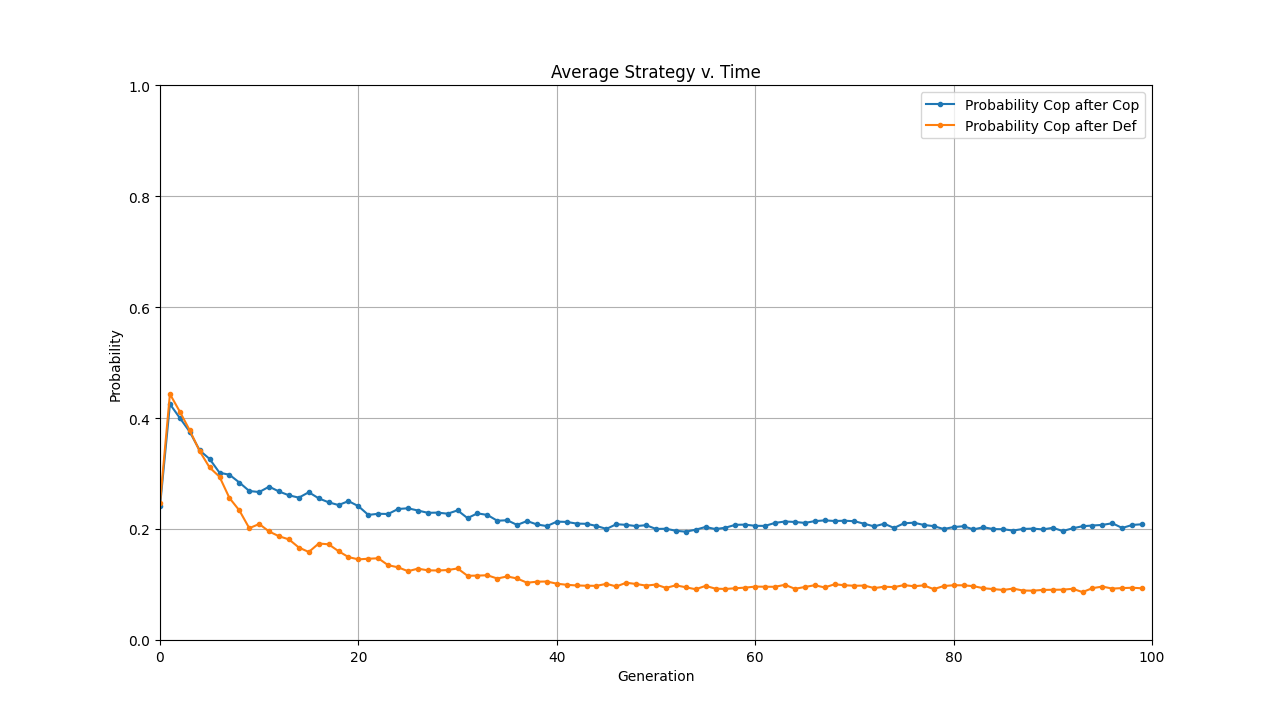 Average Strategy v. Time
Probability Cop after Cop
Probability Cop after Def
1.0
0.8
0.6
0.4
0.2
0.0
Probability
0
20
40
60
80
100
Generation